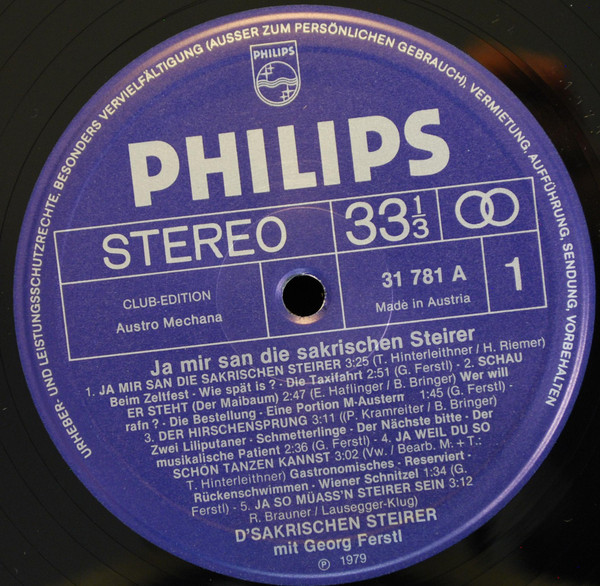 URHEBER- UND LEISTUNGSSCHUTZRECHTE, BESONDERS VERVIELFÄLTIGUNG (AUSSER ZUM PERSÖNLICHEN GEBRAUCH), VERMIETUNG, AUFFÜHRUNG, SENDUNG, VORBEHALTEN
PHILIPS
PHILIPS
STEREO
33 1/3
CLUB-EDITION
Austro Mechana
31 781 A
Made in Austria
1
Ja mir san die sakrischen Steirer
1. JA MIR SAN DIE SAKRISCHEN STEIRER 3:25 (T. Hinterleithner / H. Riemer)
Beim Zeltfest - Wie spät is? - Die Taxifahrt 2:51 (G. Ferstl) - 2. SCHAU
ER STEHT (Der Maibaum) 2:47 (E. Haflinger / B. Bringer) Wer will
rafn? - Die Bestellung - Eine Portion M-Austern 1:45 (G. Ferstl) -
3. DER HIRSCHENSPRUNG 3:11 ((P. Kramreiter / B. Bringer)
Zwei Liliputaner - Schmetterlinge - Der Nächste bitte - Der
musikalische Patient 2:36 (G. Ferstl) - 4. JA WEIL DU SO
SCHÖN TANZEN KANNST 3:02 (Vw. / Bearb. M. + T.:
T. Hinterleithner) Gastronomisches - Reserviert -
Rückenschwimmen - Wiener Schnitzel 1:34 (G.
Ferstl) - 5. JA SO MÜASS'N STEIRER SEIN 3:12
R. Brauner / Lausegger-Klug)
D'SAKRISCHEN STEIRER
mit Georg Ferstl
Ⓟ 1979